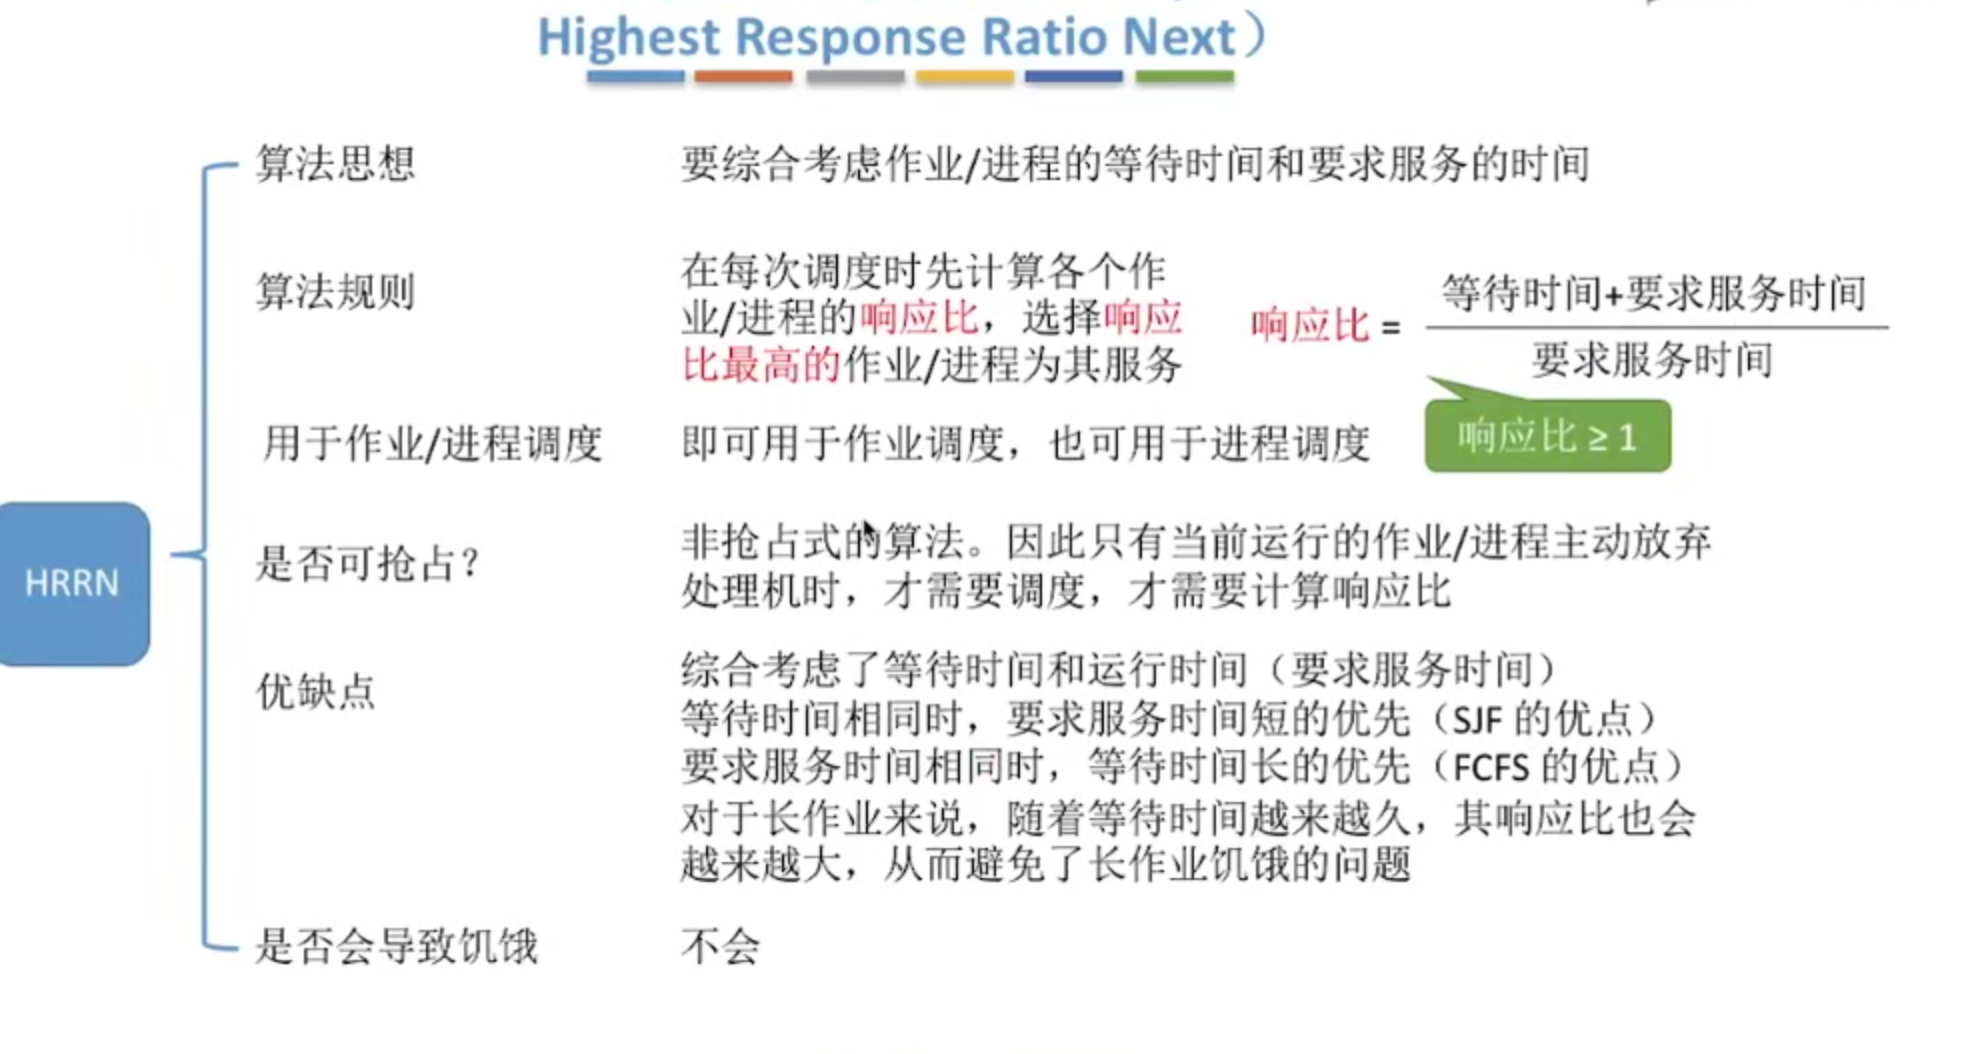 Highest Response Ratio Next）
算法思想
要综合考虑作业/进程的等待时间和要求服务的时间
算法规则
在每次调度时先计算各个作
业/进程的响应比，选择响应
比最高的作业/进程为其服务
响应比 =
等待时间+要求服务时间
要求服务时间
响应比 ≥ 1
用于作业/进程调度
即可用于作业调度，也可用于进程调度
HRRN
是否可抢占？
非抢占式的算法。因此只有当前运行的作业/进程主动放弃
处理机时，才需要调度，才需要计算响应比
优缺点
综合考虑了等待时间和运行时间（要求服务时间）
等待时间相同时，要求服务时间短的优先（SJF 的优点）
要求服务时间相同时，等待时间长的优先（FCFS 的优点）
对于长作业来说，随着等待时间越来越久，其响应比也会
越来越大，从而避免了长作业饥饿的问题
是否会导致饥饿
不会